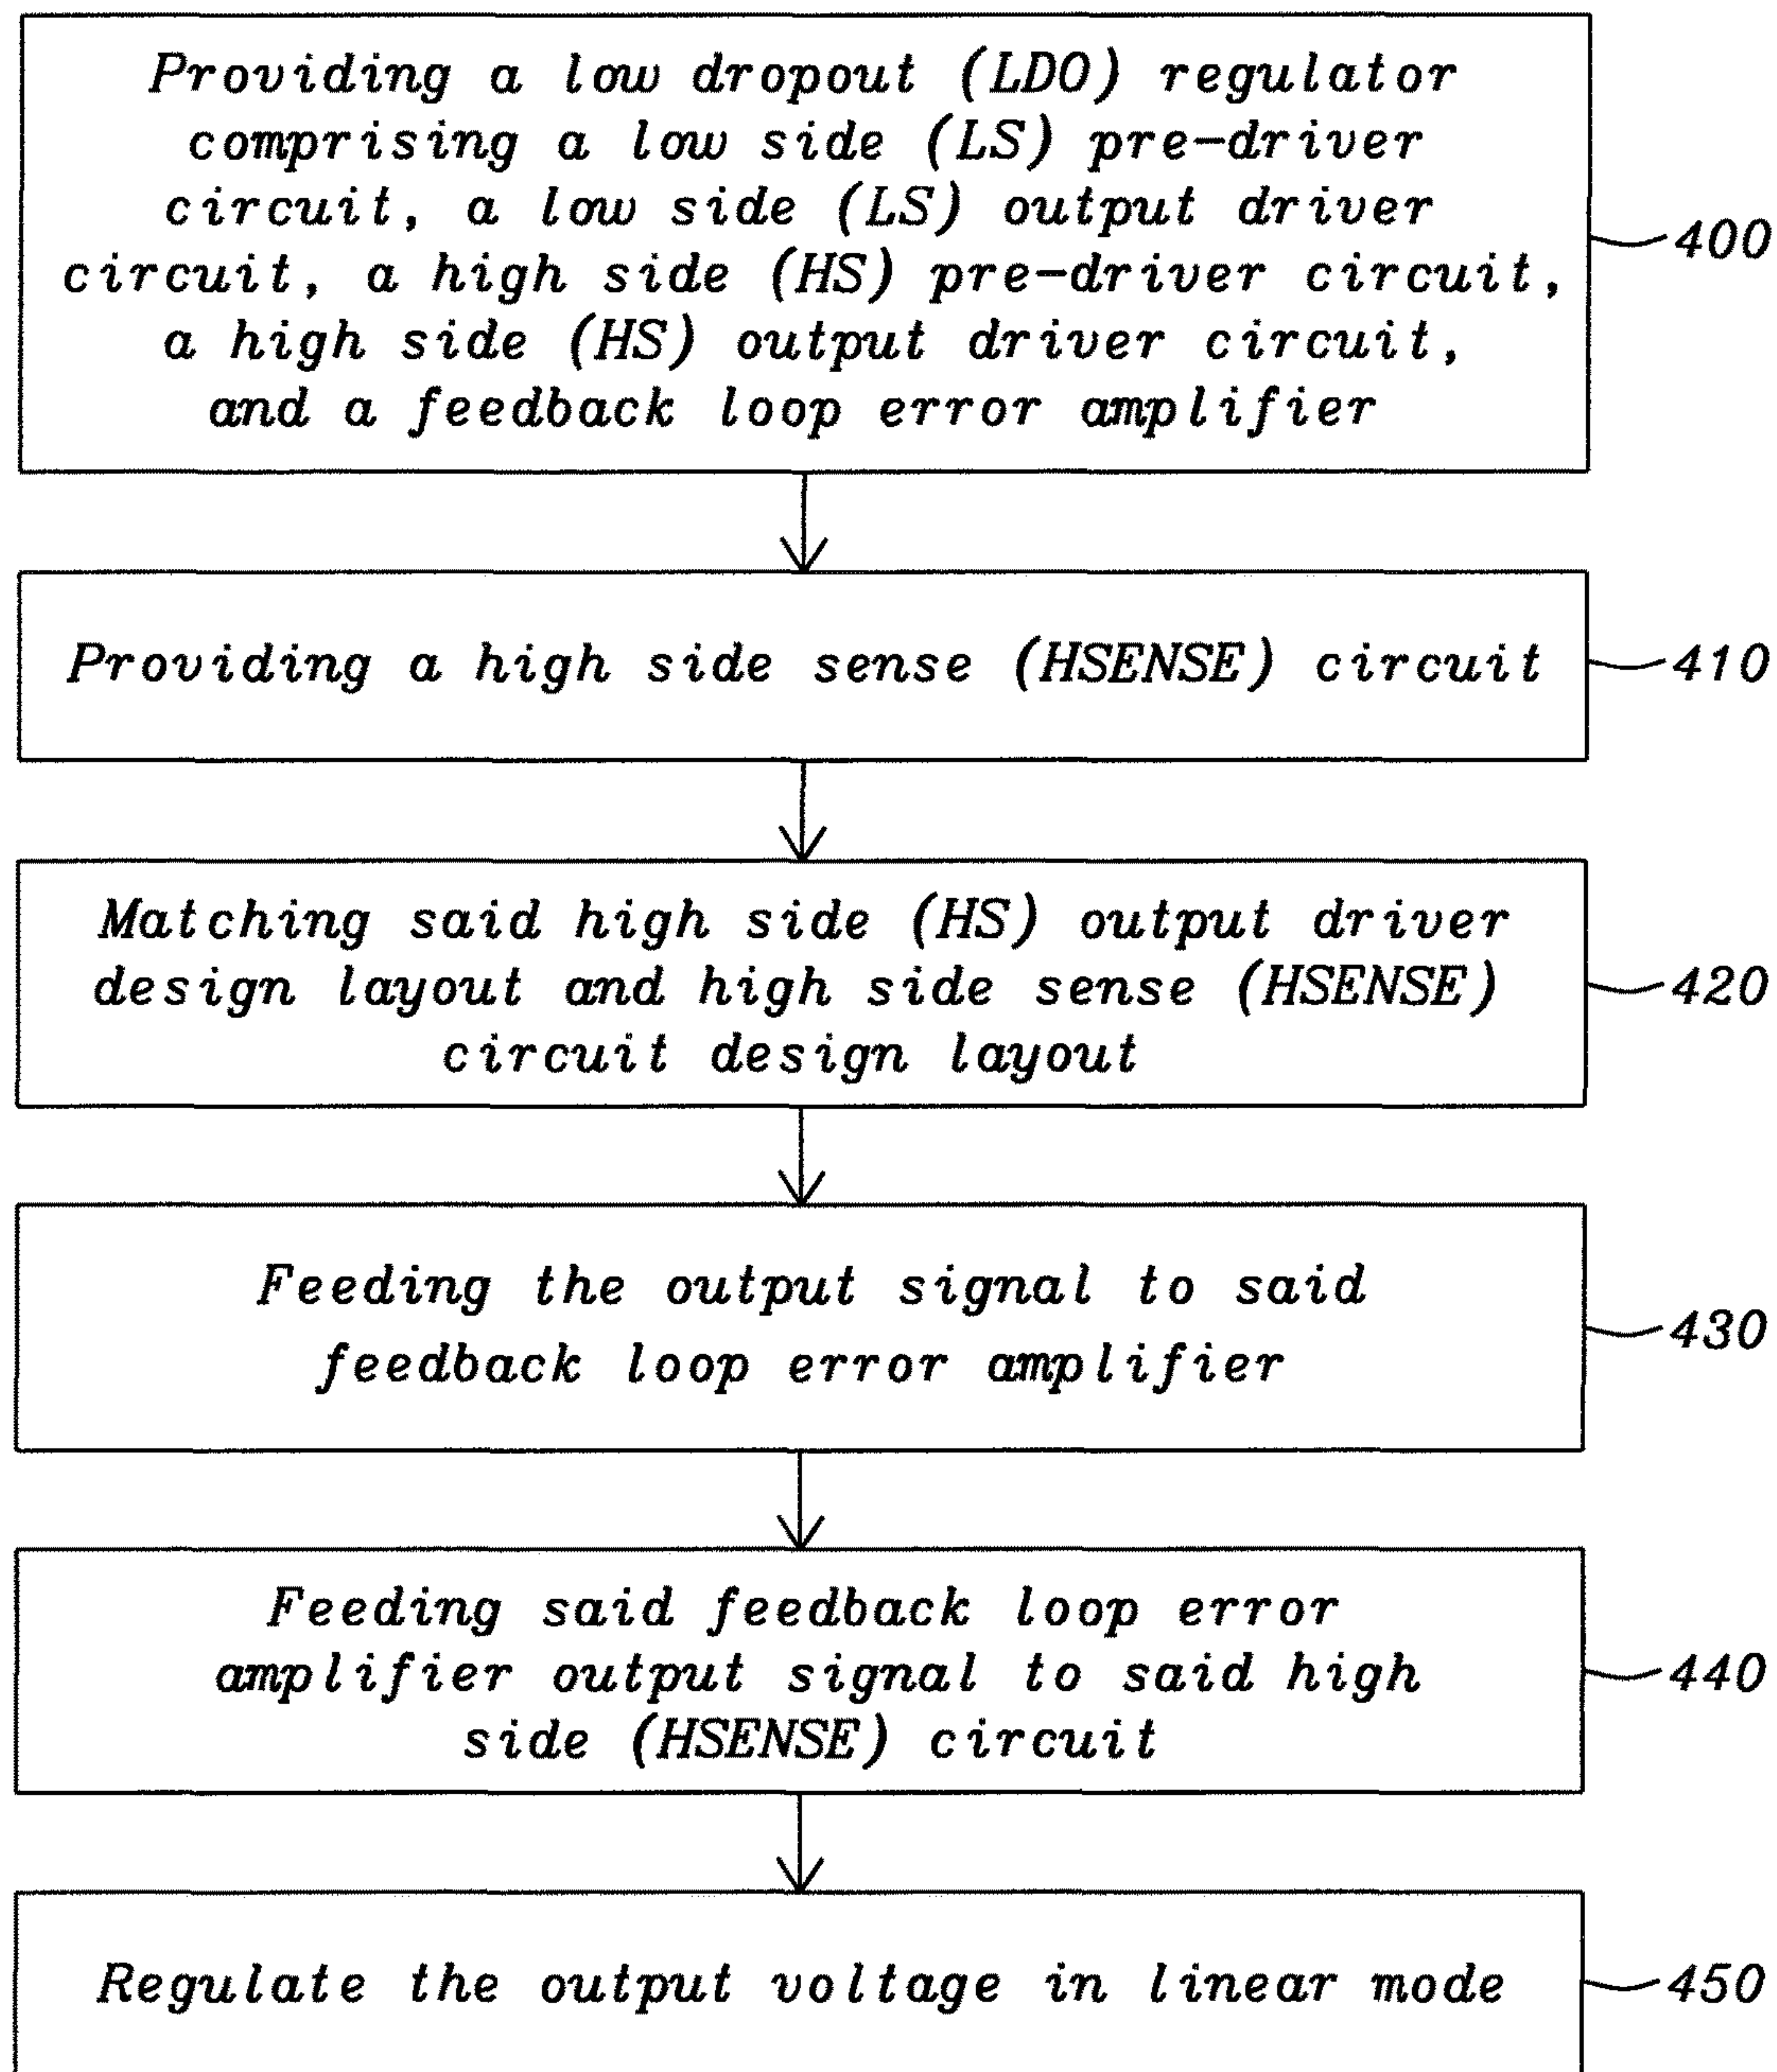 Providing a low dropout (LDO) regulator
comprising a low side (LS) pre-driver
circuit, a low side (LS) output driver
circuit, a high side (HS) pre-driver circuit,
a high side (HS) output driver circuit,
and a feedback loop error amplifier
400
Providing a high side sense (HSENSE) circuit
410
Matching said high side (HS) output driver
design layout and high side sense (HSENSE)
circuit design layout
420
Feeding the output signal to said
feedback loop error amplifier
430
Feeding said feedback loop error
amplifier output signal to said high
side (HSENSE) circuit
440
Regulate the output voltage in linear mode
450